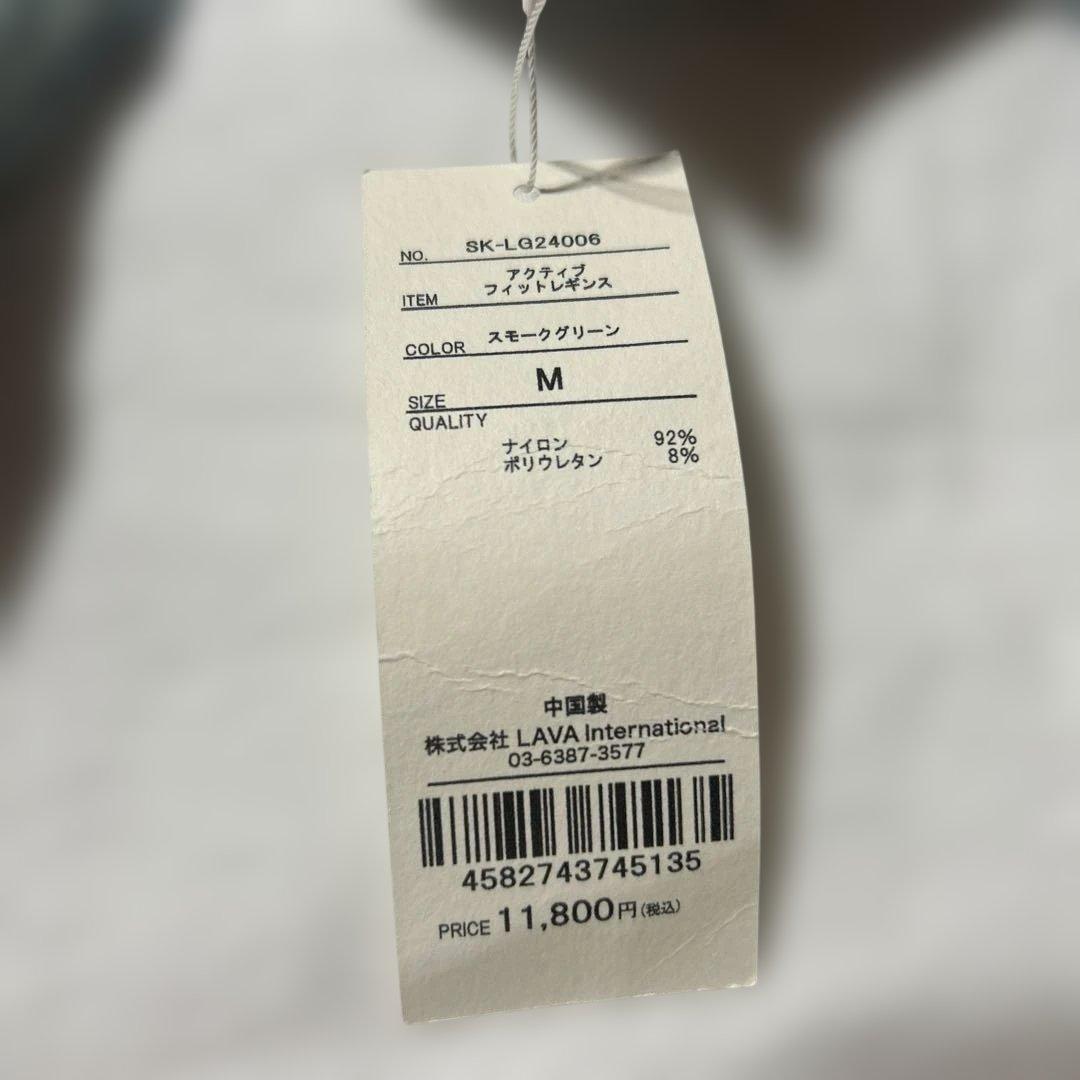 NO. SK-LG24006
アクティブ
ITEM フィットレギンス
COLOR スモークグリーン
SIZE M
QUALITY
ナイロン 92%
ポリウレタン 8%
中国製
株式会社 LAVA International
03-6387-3577
4582743745135
PRICE 11,800円(税込)